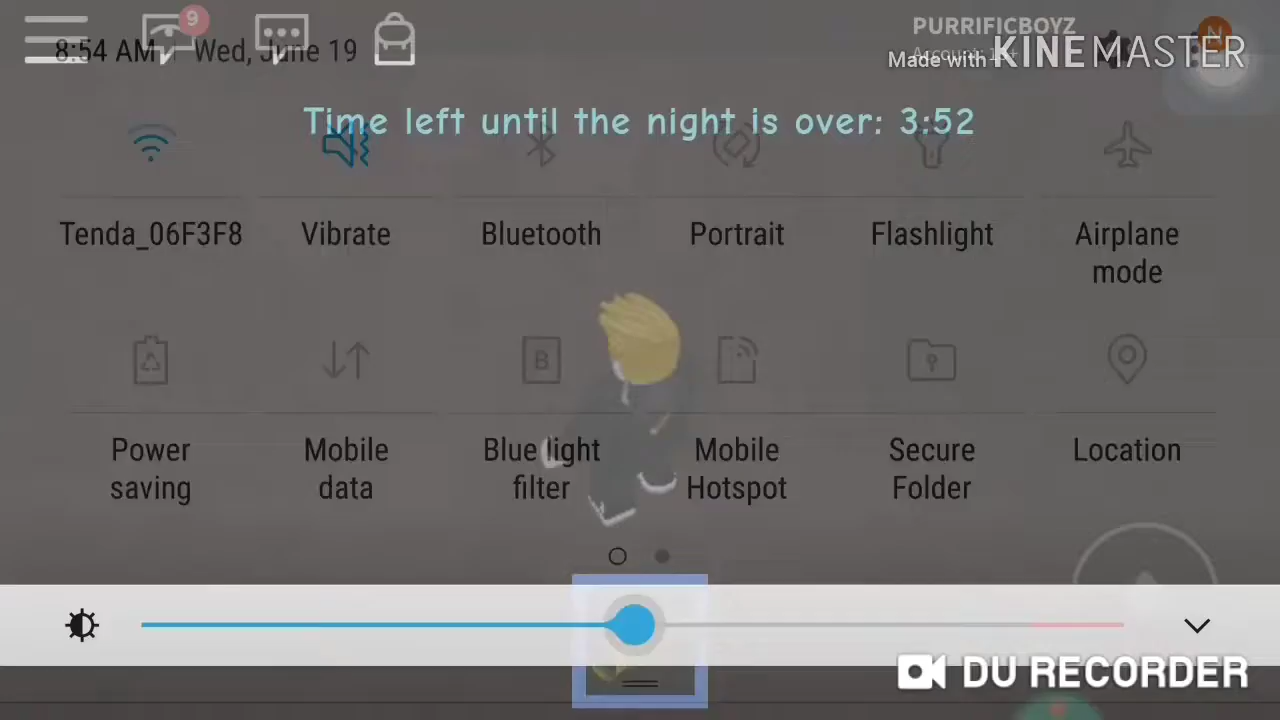 9
PURRIFICBOYZ
8:54 AM Wed, June 19
N
Made with KINEMASTER
Time left until the night is over: 3:52
Tenda_06F3F8 Vibrate Bluetooth Portrait Flashlight Airplane
mode
B
Power Mobile Blue light Mobile Secure Location
saving data filter Hotspot Folder
DU RECORDER